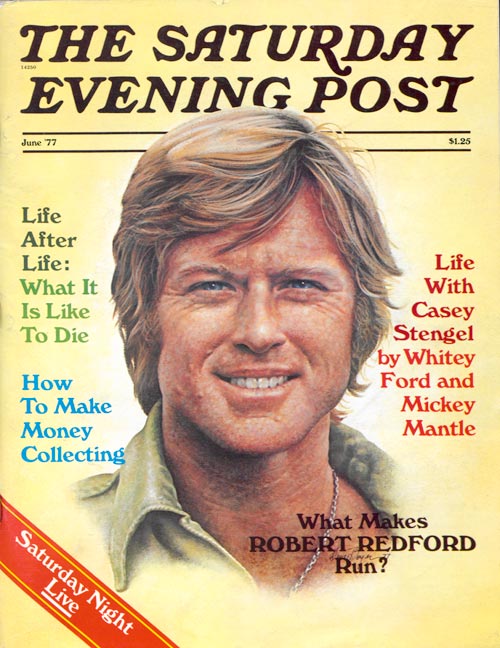 THE SATURDAY
14250
EVENING POST
June '77
$1.25
Life
After
Life:
What It
Is Like
To Die
How
To Make
Money
Collecting
Life
With
Casey
Stengel
by Whitey
Ford and
Mickey
Mantle
What Makes
ROBERT REDFORD
Run?
Saturday Night
Live